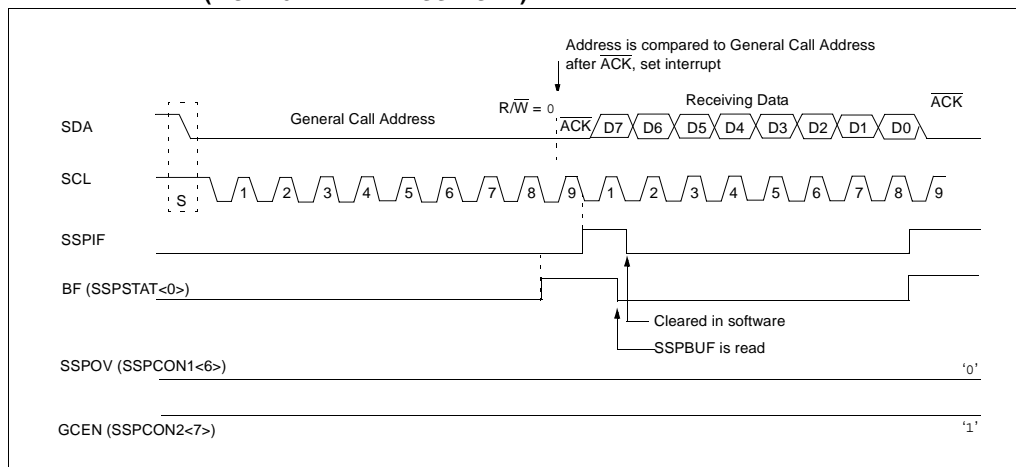 Address is compared to General Call Address
after ACK, set interrupt
R/W = 0
Receiving Data
ACK
SDA
General Call Address
ACK
D7 D6 D5 D4 D3 D2 D1 D0
SCL
S
1 2 3 4 5 6 7 8 9 1 2 3 4 5 6 7 8 9
SSPIF
BF (SSPSTAT<0>)
Cleared in software
SSPBUF is read
SSPOV (SSPCON1<6>)
‘0’
GCEN (SSPCON2<7>)
‘1’